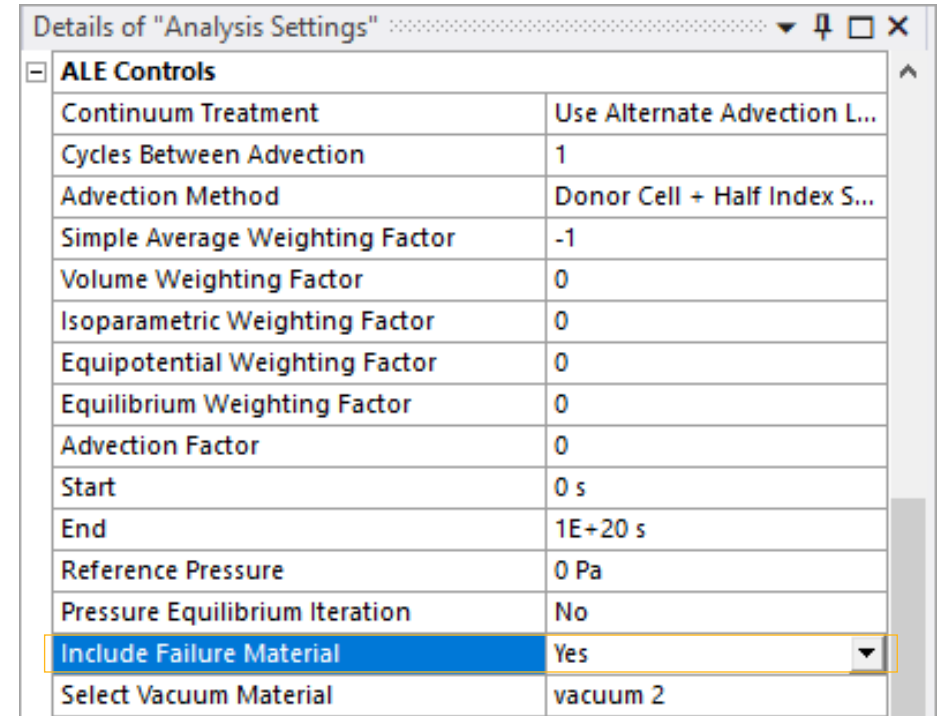 Details of "Analysis Settings"
ALE Controls
Continuum Treatment Use Alternate Advection L...
Cycles Between Advection 1
Advection Method Donor Cell + Half Index S...
Simple Average Weighting Factor -1
Volume Weighting Factor 0
Isoparametric Weighting Factor 0
Equipotential Weighting Factor 0
Equilibrium Weighting Factor 0
Advection Factor 0
Start 0 s
End 1E+20 s
Reference Pressure 0 Pa
Pressure Equilibrium Iteration No
Include Failure Material Yes
Select Vacuum Material vacuum 2